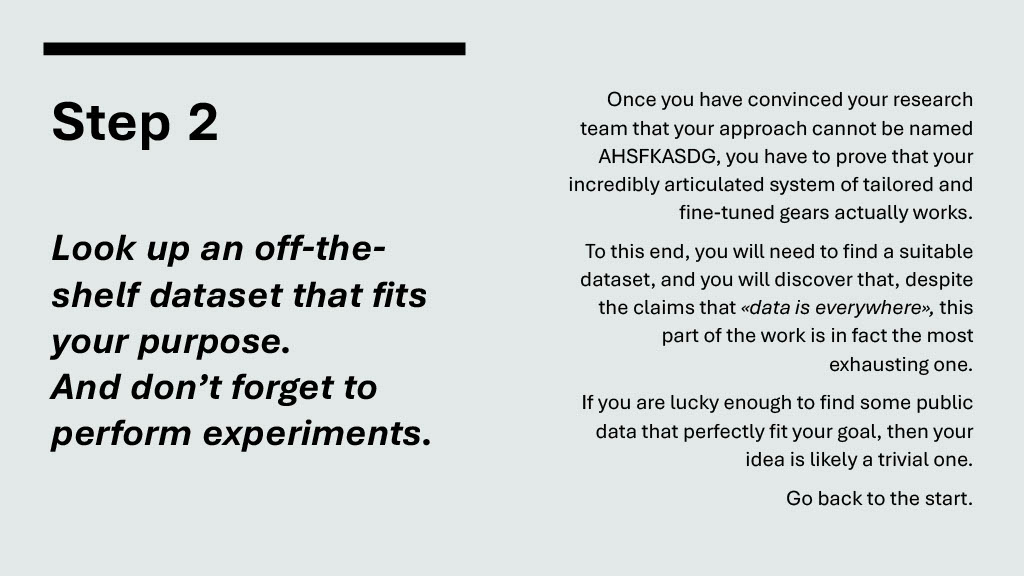 Step 2
Look up an off-the-
shelf dataset that fits
your purpose.
And don’t forget to
perform experiments.
Once you have convinced your research
team that your approach cannot be named
AHSFKASDG, you have to prove that your
incredibly articulated system of tailored and
fine-tuned gears actually works.
To this end, you will need to find a suitable
dataset, and you will discover that, despite
the claims that «data is everywhere», this
part of the work is in fact the most
exhausting one.
If you are lucky enough to find some public
data that perfectly fit your goal, then your
idea is likely a trivial one.
Go back to the start.